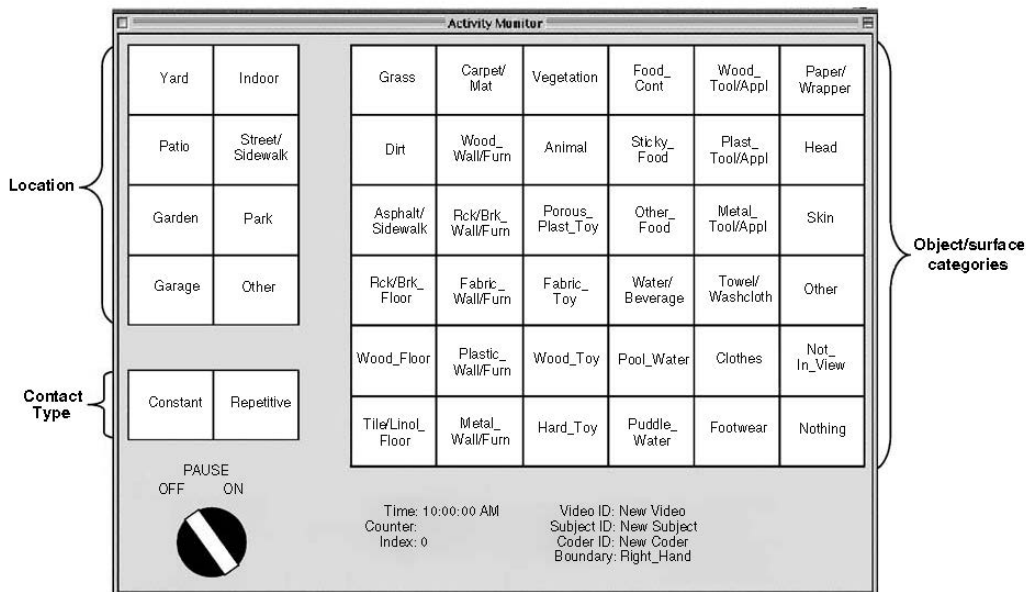 Activity Monitor
Location
Yard
Indoor
Patio
Street/
Sidewalk
Garden
Park
Garage
Other
Contact
Type
Constant
Repetitive
PAUSE
OFF ON
Grass
Carpet/
Mat
Vegetation
Food_
Cont
Wood_
Tool/Appl
Paper/
Wrapper
Dirt
Wood_
Wall/Furn
Animal
Sticky_
Food
Plast_
Tool/Appl
Head
Asphalt/
Sidewalk
Rck/Brk_
Wall/Furn
Porous_
Plast_Toy
Other_
Food
Metal_
Tool/Appl
Skin
Rck/Brk_
Floor
Fabric_
Wall/Furn
Fabric_
Toy
Water/
Beverage
Towel/
Washcloth
Other
Wood_Floor
Plastic_
Wall/Furn
Wood_Toy
Pool_Water
Clothes
Not_
In_View
Tile/Linol_
Floor
Metal_
Wall/Furn
Hard_Toy
Puddle_
Water
Footwear
Nothing
Object/surface
categories
Time: 10:00:00 AM
Counter:
Index: 0
Video ID: New Video
Subject ID: New Subject
Coder ID: New Coder
Boundary: Right_Hand